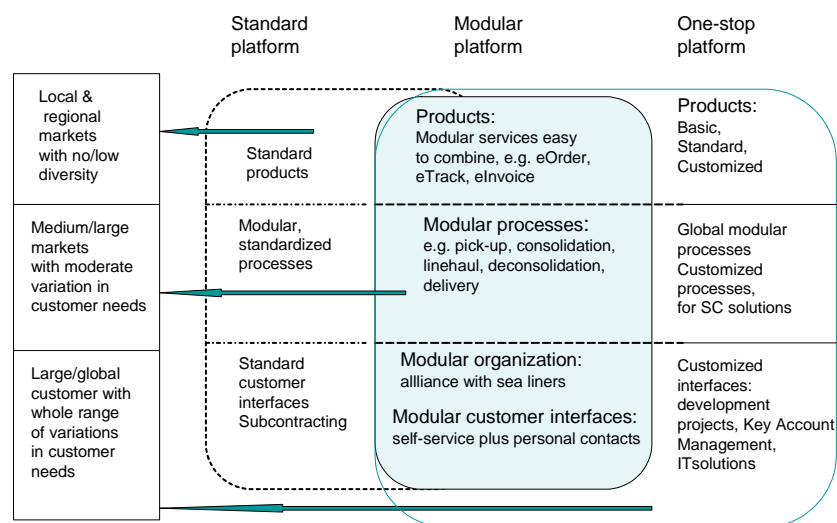 Standard
platform
Modular
platform
One-stop
platform
Local &
regional
markets
with no/low
diversity
Standard
products
Products:
Modular services easy
to combine, e.g. eOrder,
eTrack, eInvoice
Products:
Basic,
Standard,
Customized
Medium/large
markets
with moderate
variation in
customer needs
Modular,
standardized
processes
Modular processes:
e.g. pick-up, consolidation,
linehaul, deconsolidation,
delivery
Global modular
processes
Customized
processes,
for SC solutions
Large/global
customer with
whole range
of variations
in customer
needs
Standard
customer
interfaces
Subcontracting
Modular organization:
allliance with sea liners
Modular customer interfaces:
self-service plus personal contacts
Customized
interfaces:
development
projects, Key Account
Management,
ITsolutions